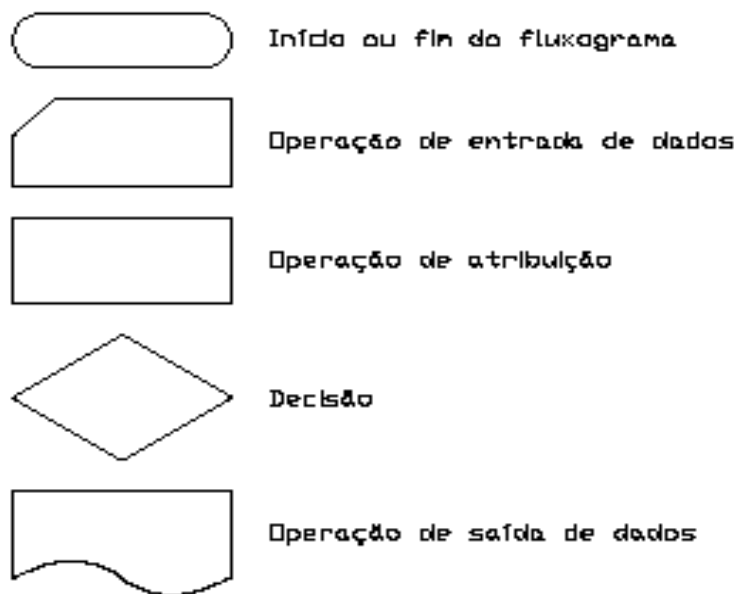 Início ou fim do fluxograma
Operação de entrada de dados
Operação de atribuição
Decisão
Operação de saída de dados